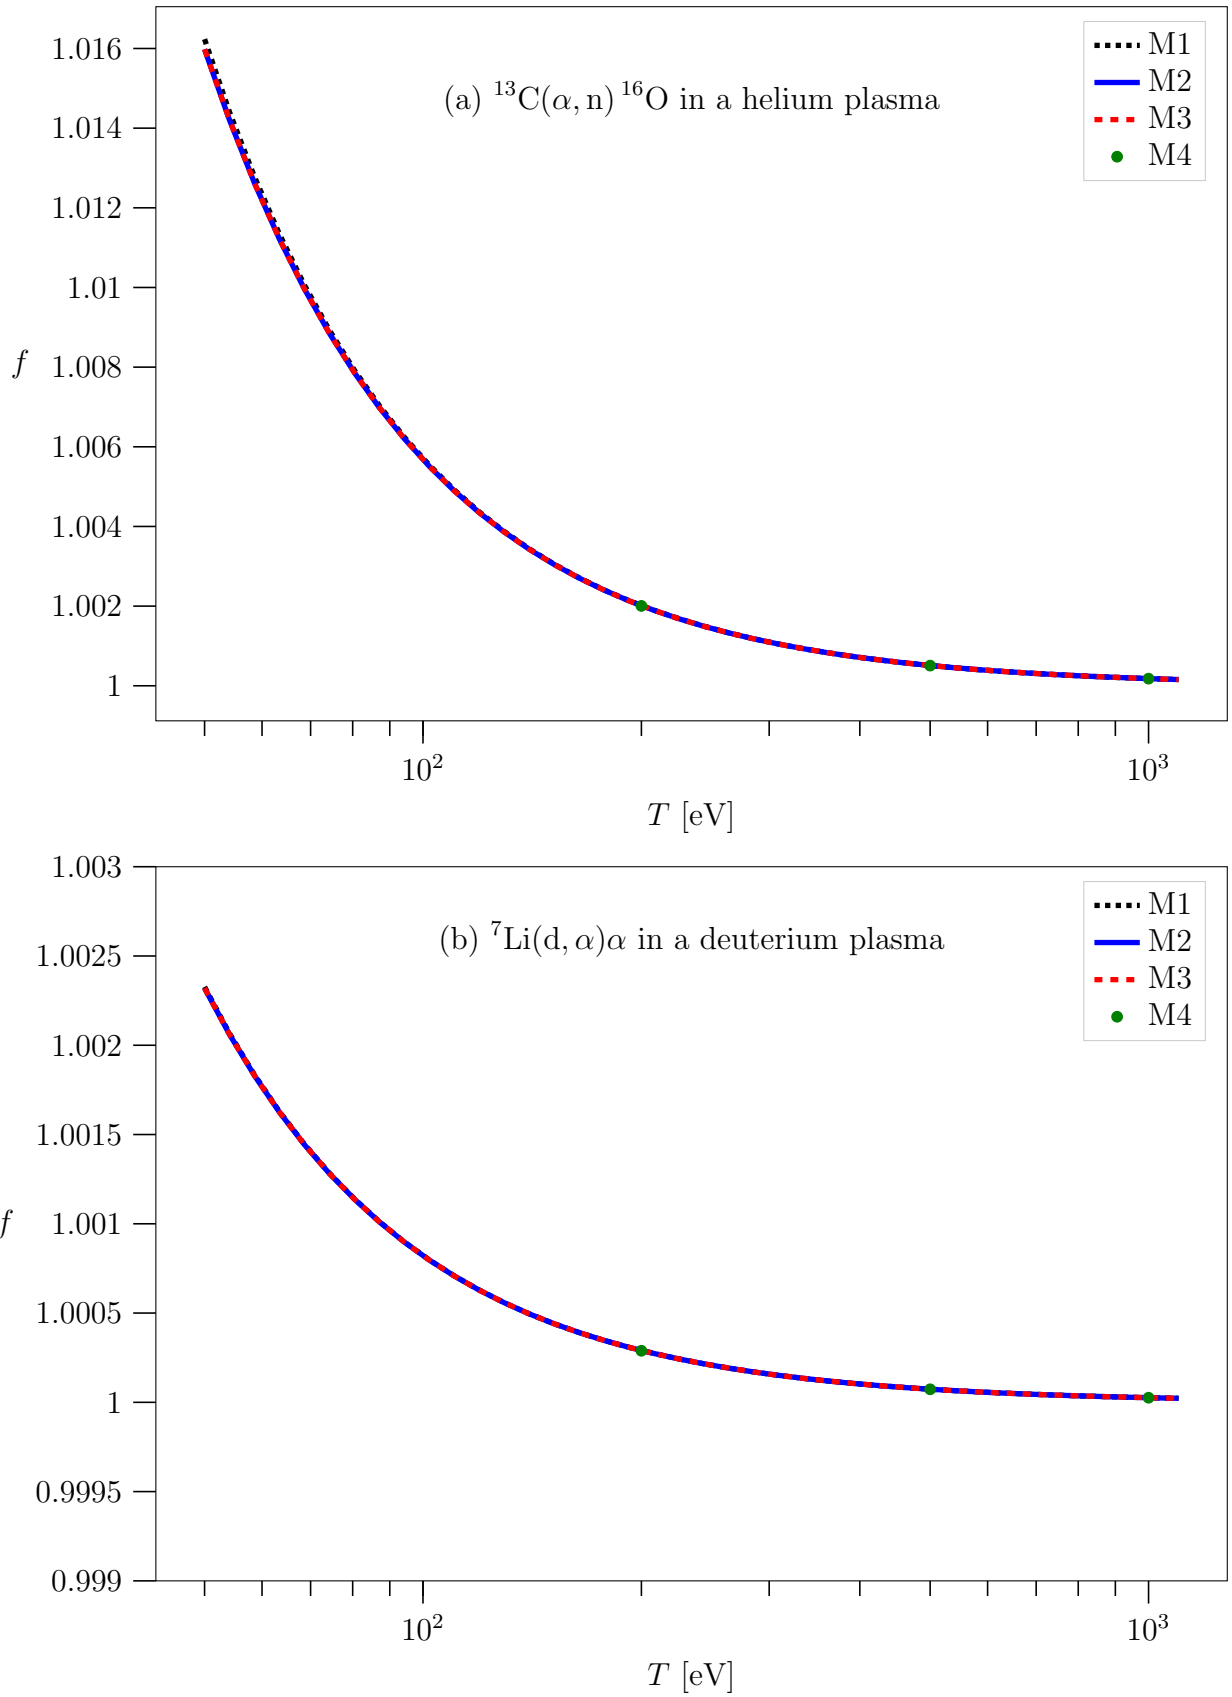 (a) ¹³C(α, n) ¹⁶O in a helium plasma
M1
M2
M3
M4
1.016
1.014
1.012
1.01
1.008
1.006
1.004
1.002
1
f
10²
10³
T [eV]
(b) ⁷Li(d, α)α in a deuterium plasma
M1
M2
M3
M4
1.003
1.0025
1.002
1.0015
1.001
1.0005
1
0.9995
0.999
f
10²
10³
T [eV]